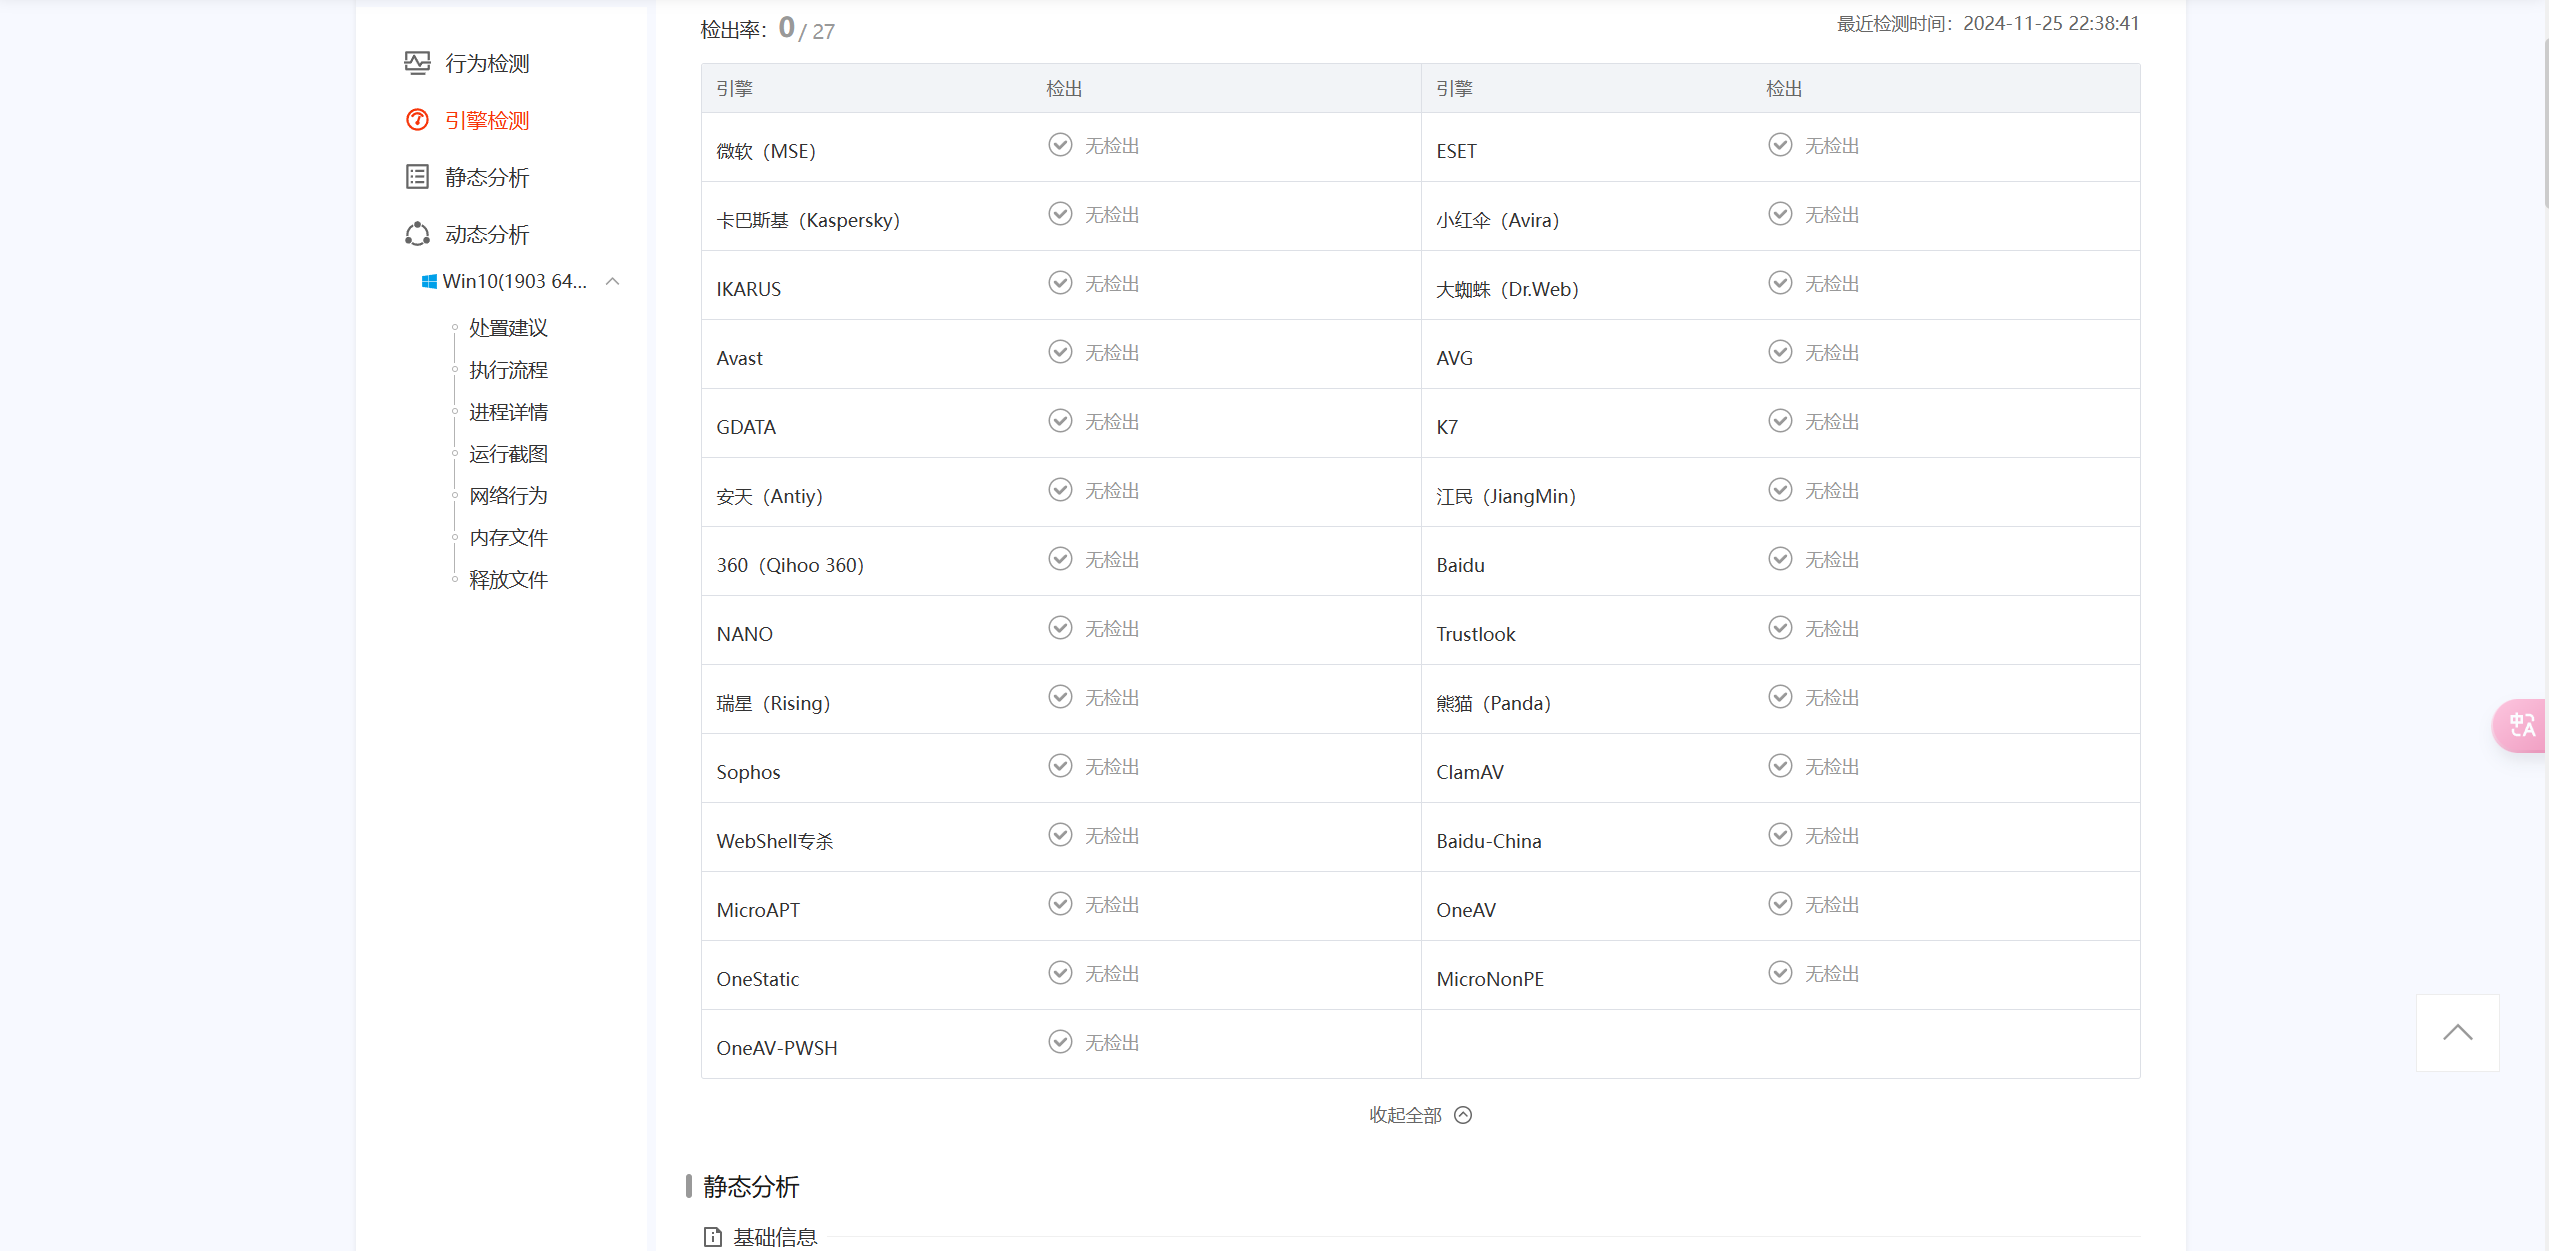 行为检测
引擎检测
静态分析
动态分析
Win10(1903 64...
处置建议
执行流程
进程详情
运行截图
网络行为
内存文件
释放文件
检出率：0 / 27
最近检测时间：2024-11-25 22:38:41
引擎 检出 引擎 检出
微软（MSE） 无检出 ESET 无检出
卡巴斯基（Kaspersky） 无检出 小红伞（Avira） 无检出
IKARUS 无检出 大蜘蛛（Dr.Web） 无检出
Avast 无检出 AVG 无检出
GDATA 无检出 K7 无检出
安天（Antiy） 无检出 江民（JiangMin） 无检出
360（Qihoo 360） 无检出 Baidu 无检出
NANO 无检出 Trustlook 无检出
瑞星（Rising） 无检出 熊猫（Panda） 无检出
Sophos 无检出 ClamAV 无检出
WebShell专杀 无检出 Baidu-China 无检出
MicroAPT 无检出 OneAV 无检出
OneStatic 无检出 MicroNonPE 无检出
OneAV-PWSH 无检出
收起全部
静态分析
基础信息
中A